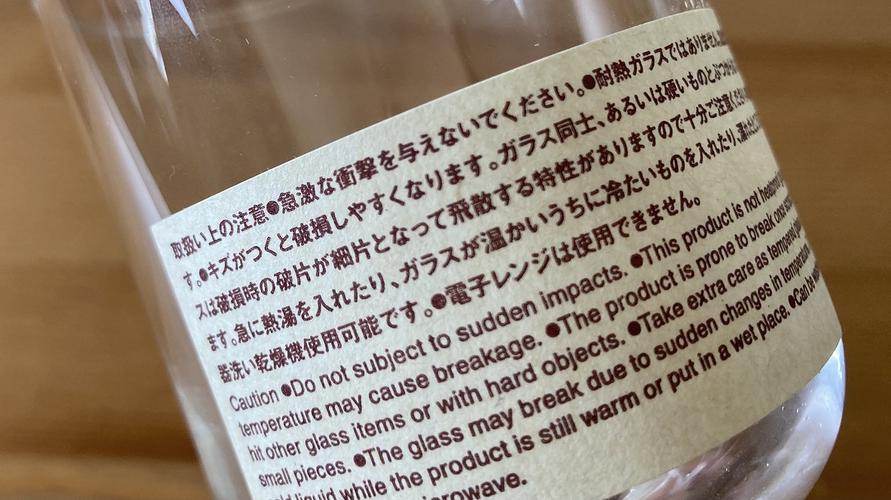 取扱い上の注意●急激な衝撃を与えないでください。●耐熱ガラスではありません
す。●キズがつくと破損しやすくなります。ガラス同士、あるいは硬いものとぶつか
スは破損時の破片が細片となって飛散する特性がありますので十分ご注意くださ
ます。急に熱湯を入れたり、ガラスが温かいうちに冷たいものを入れたり、濡れた
器洗い乾燥機使用可能です。●電子レンジは使用できません。
Caution ●Do not subject to sudden impacts. ●This product is not
temperature may cause breakage. ●The product is prone to break once
hit other glass items or with hard objects. ●Take extra care as tempered
small pieces. ●The glass may break due to sudden changes in temperature
liquid while the product is still warm or put in a wet place. ●Can be
microwave.